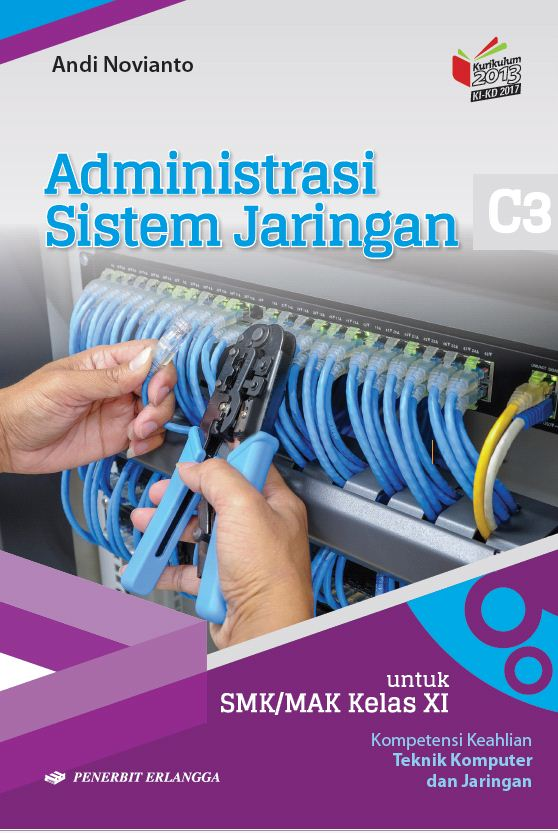 Andi Novianto
Kurikulum
2013
KI-KD 2017
Administrasi
Sistem Jaringan
C3
untuk
SMK/MAK Kelas XI
Kompetensi Keahlian
Teknik Komputer
dan Jaringan
PENERBIT ERLANGGA